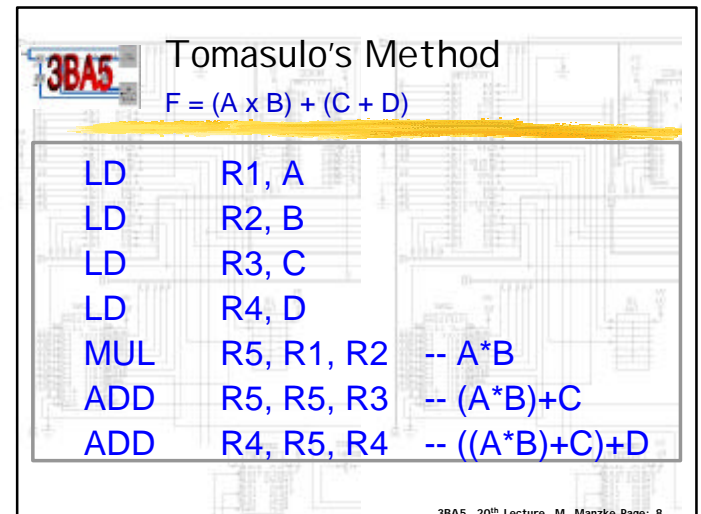 3BA5
Tomasulo's Method
F = (A x B) + (C + D)
LD R1, A
LD R2, B
LD R3, C
LD R4, D
MUL R5, R1, R2 -- A*B
ADD R5, R5, R3 -- (A*B)+C
ADD R4, R5, R4 -- ((A*B)+C)+D
3BA5, 20th Lecture, M. Manzke, Page: 8